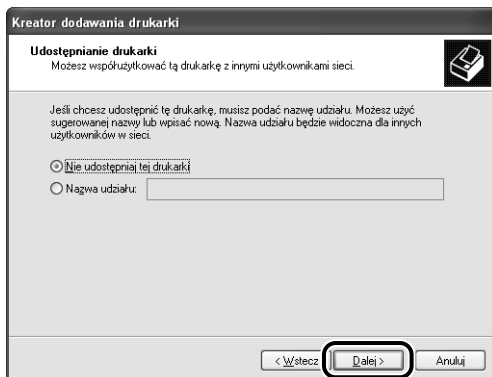 Kreator dodawania drukarki
Udostępnianie drukarki
Możesz współużytkować tą drukarkę z innymi użytkownikami sieci.
Jeśli chcesz udostępnić tę drukarkę, musisz podać nazwę udziału. Możesz użyć
sugerowanej nazwy lub wpisać nową. Nazwa udziału będzie widoczna dla innych
użytkowników w sieci.
Nie udostępniaj tej drukarki
Nazwa udziału:
< Wstecz Dalej > Anuluj